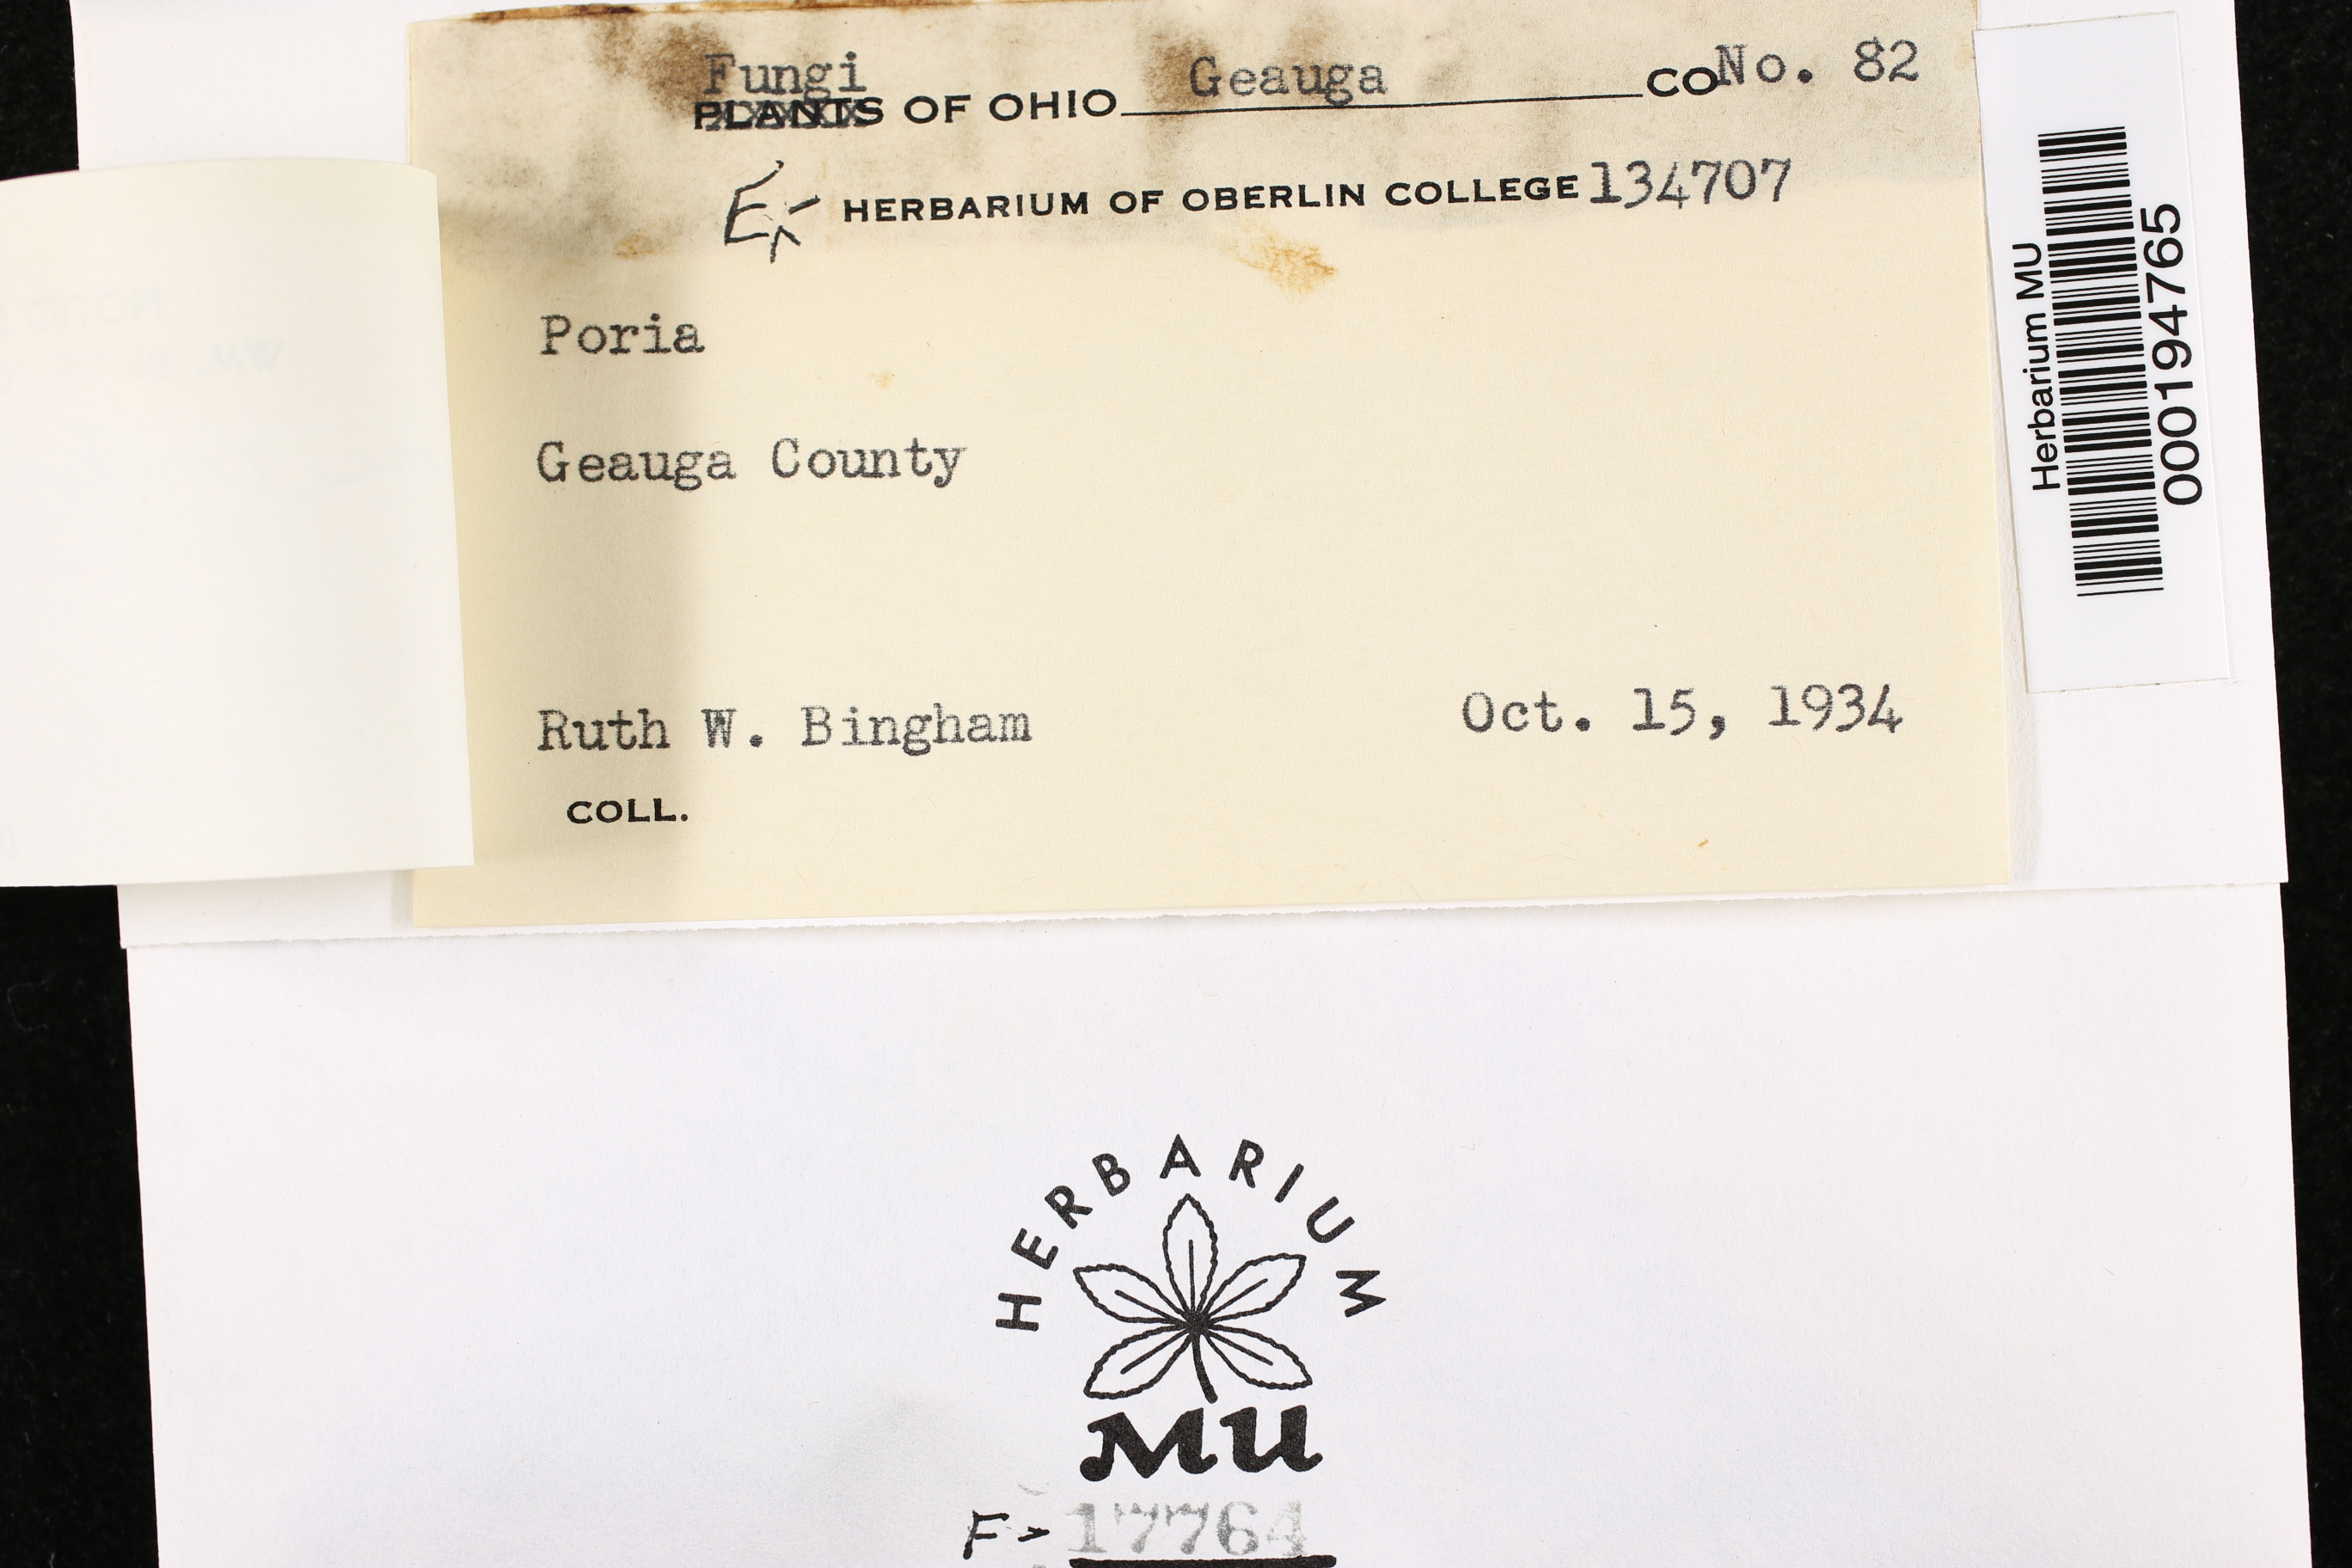 Fungi
PLANTS OF OHIO Geauga CO No. 82
Ex HERBARIUM OF OBERLIN COLLEGE 134707
Poria
Geauga County
Ruth W. Bingham Oct. 15, 1934
COLL.
Herbarium MU
000194765
HERBARIUM
MU
F- 17764